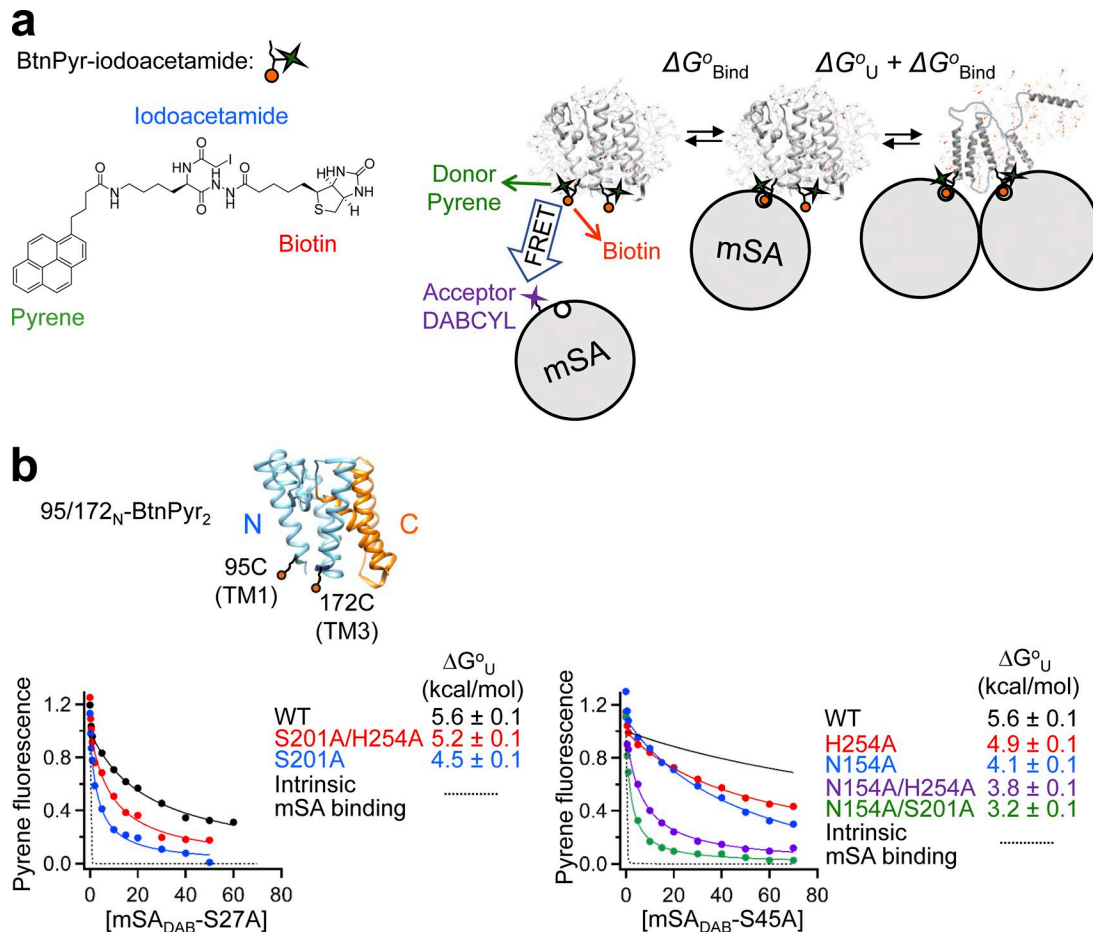 a
BtnPyr-iodoacetamide:
Iodoacetamide
Biotin
Pyrene
O
HN
I
H
O
N
H
O
H
N
N
H
O
H
HN
O
NH
S
H
ΔG°Bind
ΔG°U + ΔG°Bind
Donor
Pyrene
FRET
Biotin
Acceptor
DABCYL
mSA
mSA
b
95/172N-BtnPyr2
N
C
95C
(TM1)
172C
(TM3)
Pyrene fluorescence
1.2
0.8
0.4
0.0
0 20 40 60 80
[mSADAB-S27A]
ΔG°U
(kcal/mol)
WT 5.6 ± 0.1
S201A/H254A 5.2 ± 0.1
S201A 4.5 ± 0.1
Intrinsic
mSA binding
Pyrene fluorescence
1.2
0.8
0.4
0.0
0 20 40 60 80
[mSADAB-S45A]
ΔG°U
(kcal/mol)
WT 5.6 ± 0.1
H254A 4.9 ± 0.1
N154A 4.1 ± 0.1
N154A/H254A 3.8 ± 0.1
N154A/S201A 3.2 ± 0.1
Intrinsic
mSA binding